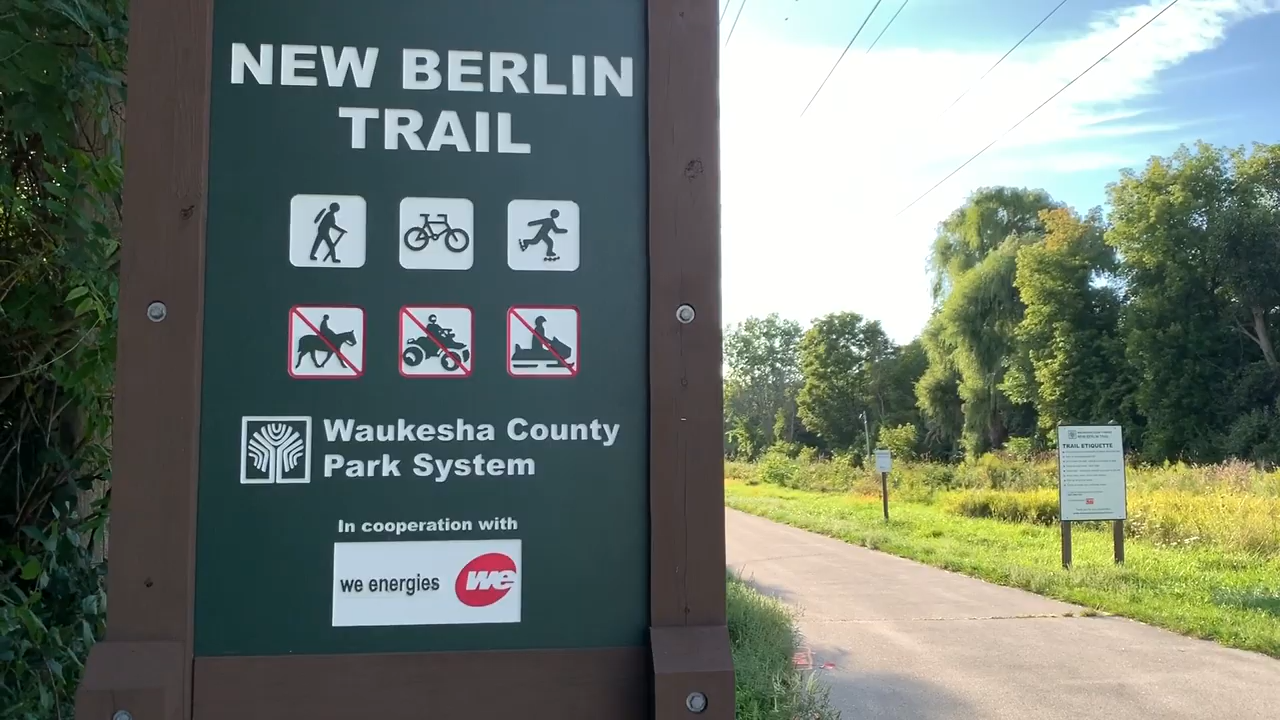 NEW BERLIN
TRAIL
Waukesha County
Park System
In cooperation with
we energies
we
TRAIL ETIQUETTE